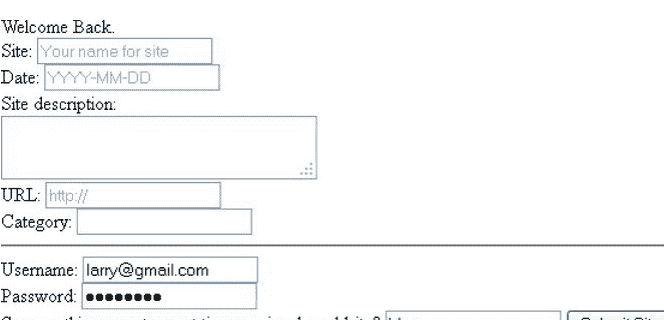 Welcome Back.
Site: Your name for site
Date: YYYY-MM-DD
Site description:
URL: http://
Category:
Username: larry@gmail.com
Password: ●●●●●●●●